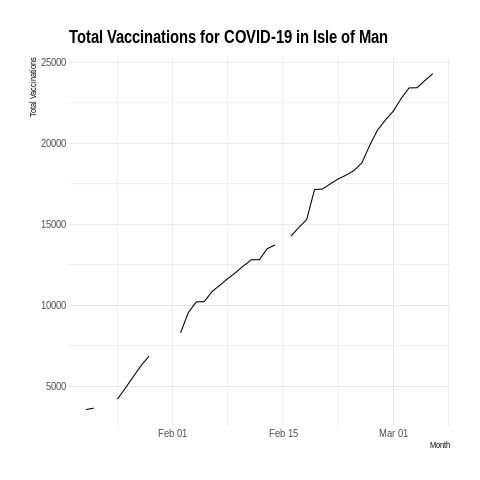 Total Vaccinations for COVID-19 in Isle of Man
Total Vaccinations
25000
20000
15000
10000
5000
Feb 01
Feb 15
Mar 01
Month